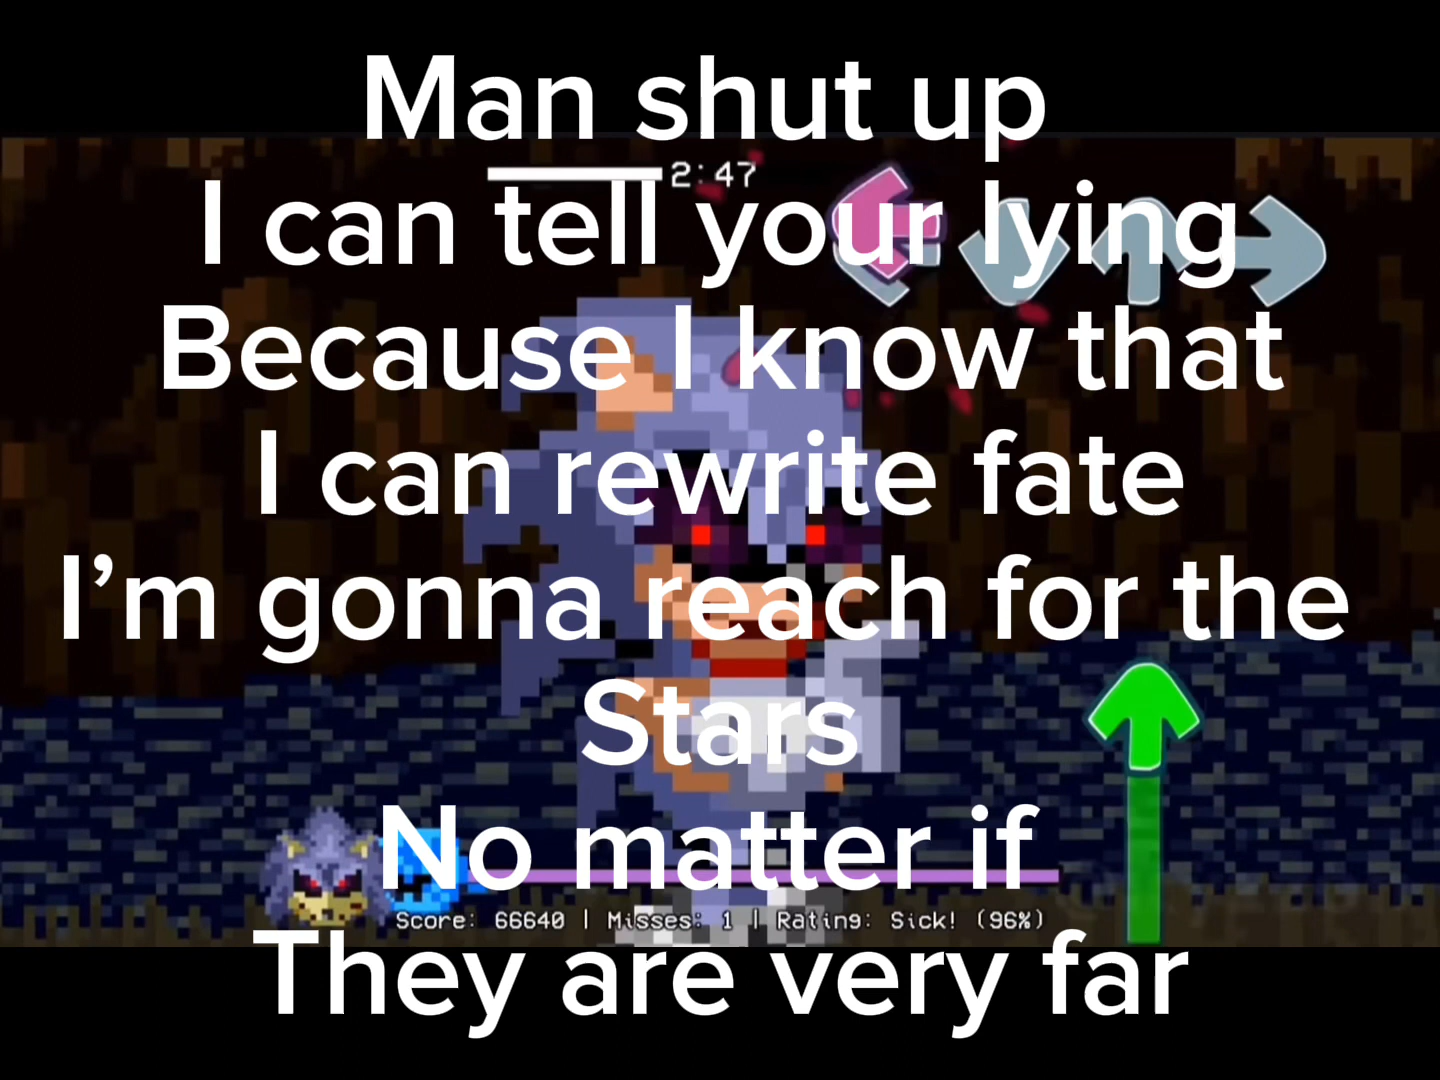 Man shut up
2:47
I can tell your lying
Because I know that
I can rewrite fate
I’m gonna reach for the
Stars
No matter if
Score: 66640 | Misses: 1 | Rating: Sick! (96%)
They are very far